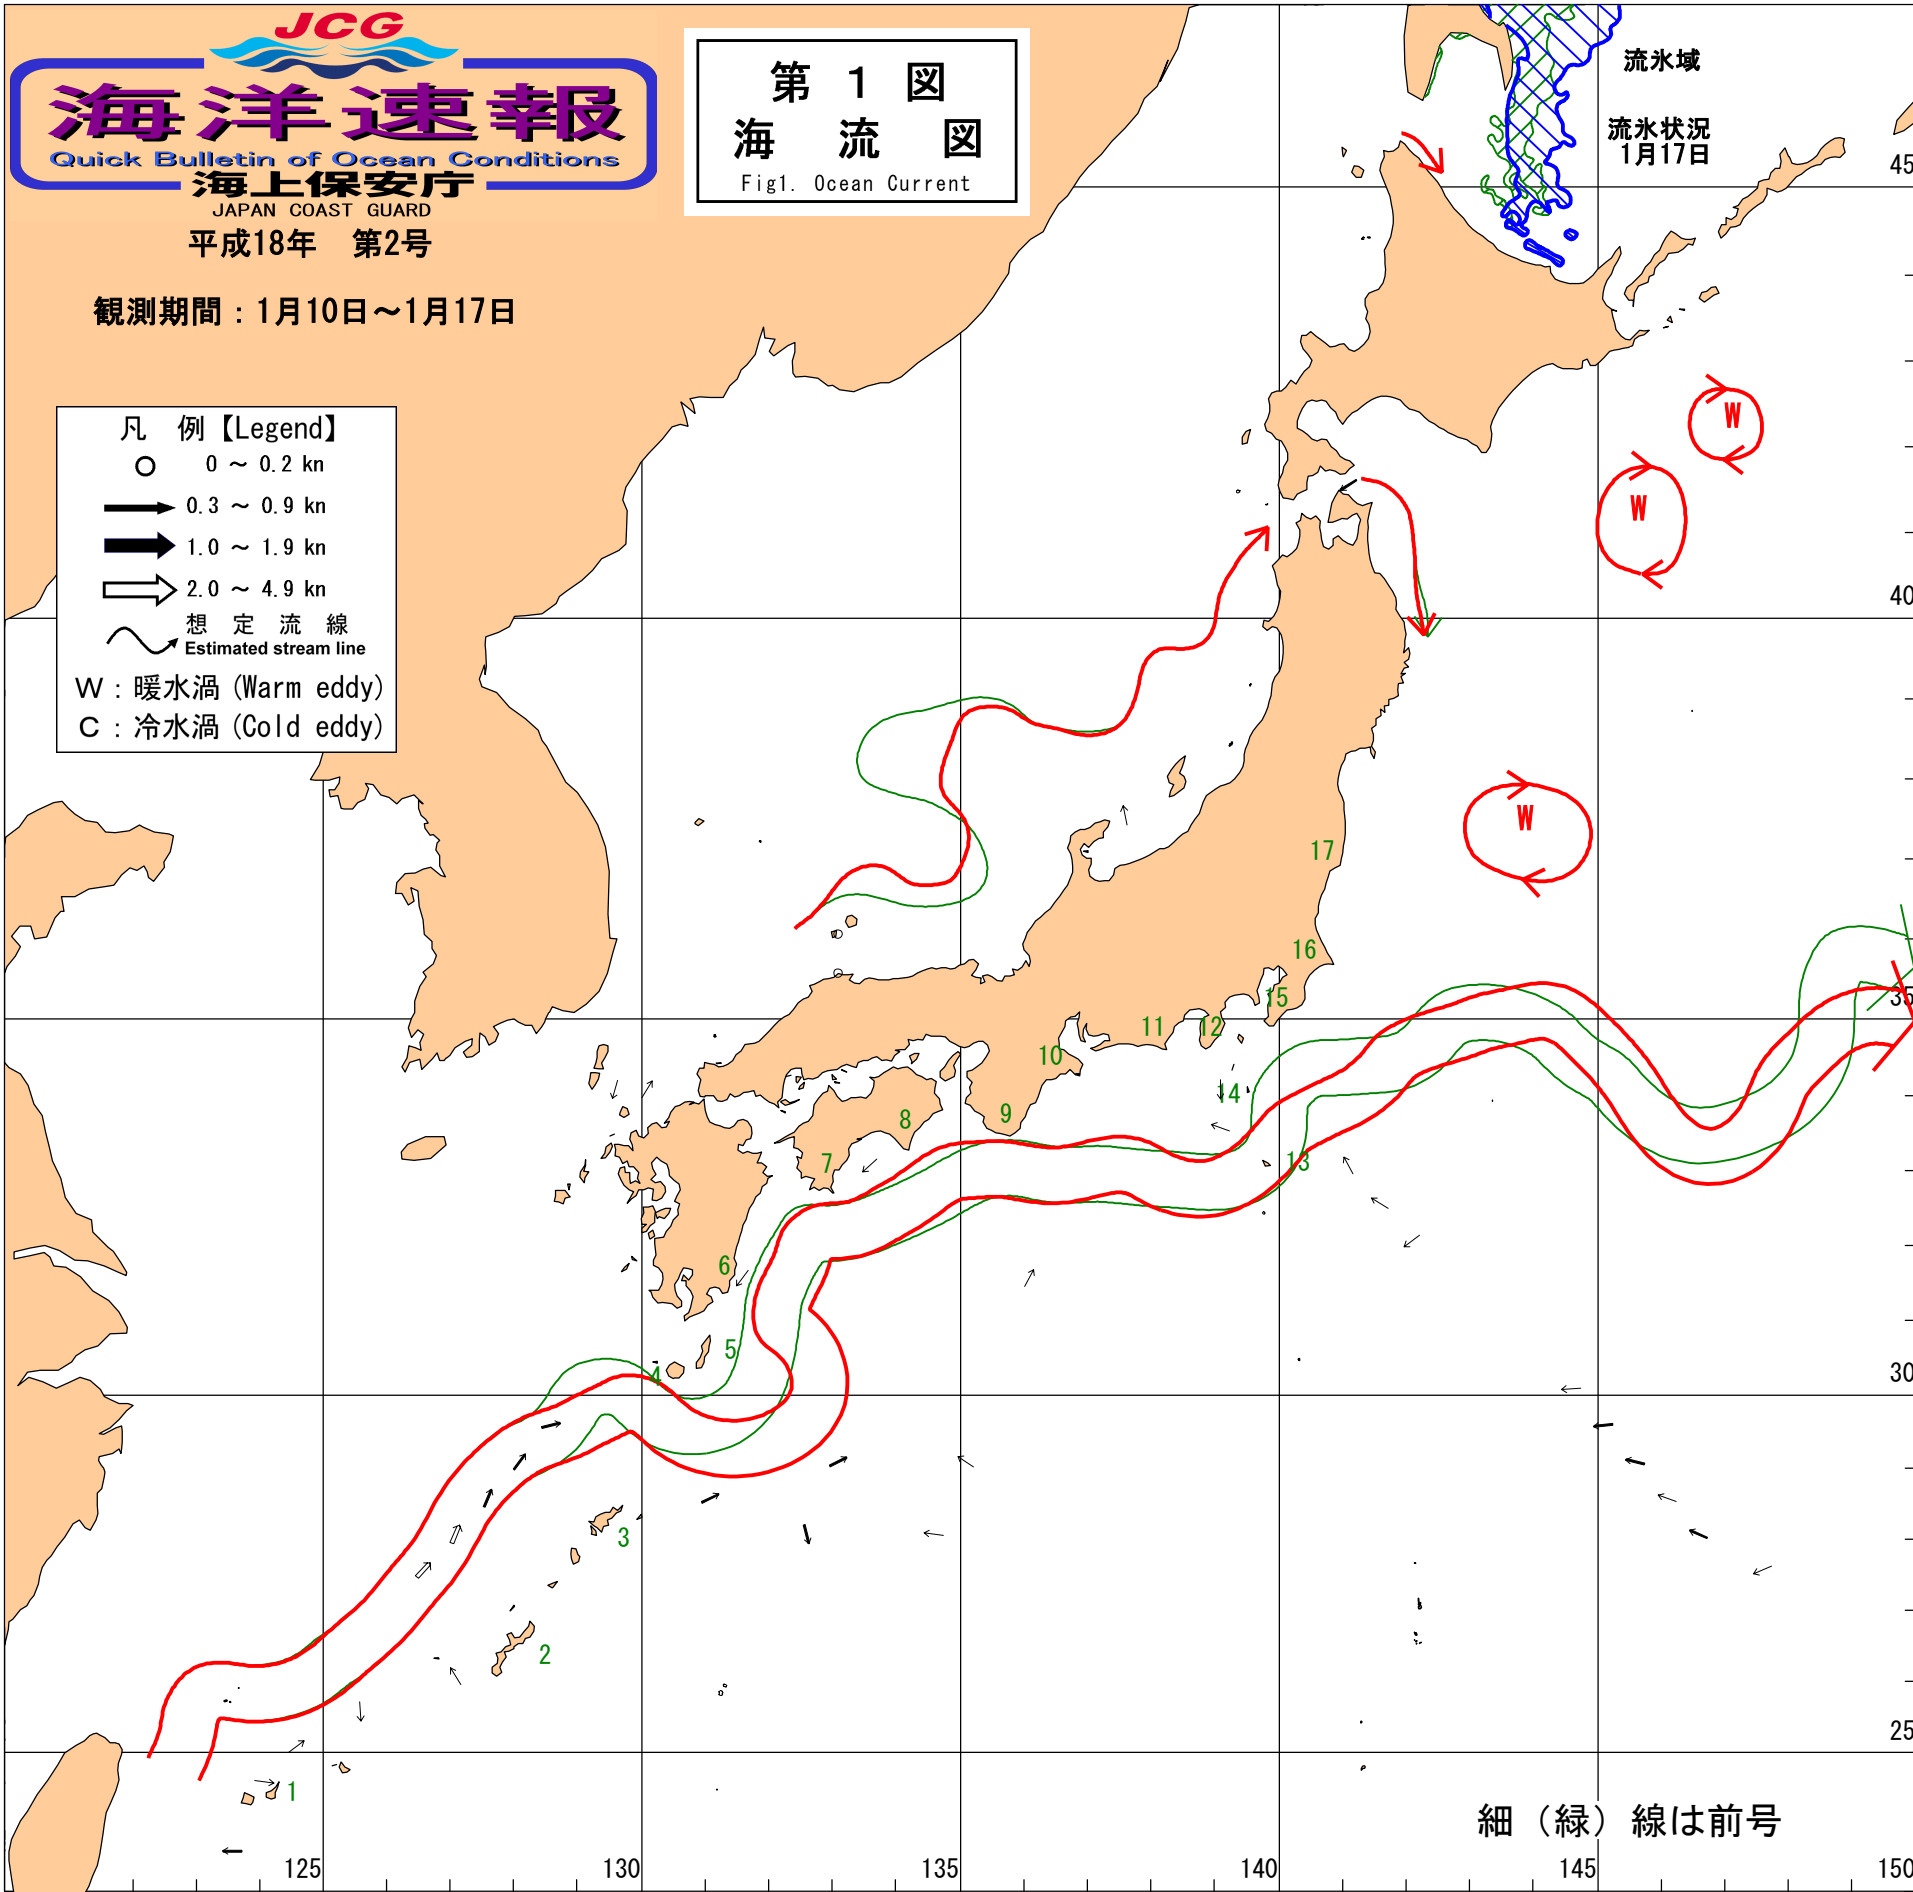 JCG
海洋速報
Quick Bulletin of Ocean Conditions
海上保安庁
JAPAN COAST GUARD
平成18年 第2号
観測期間：1月10日～1月17日
第 1 図
海 流 図
Fig1. Ocean Current
流氷域
流氷状況
1月17日
凡 例【Legend】
0 ～ 0.2 kn
0.3 ～ 0.9 kn
1.0 ～ 1.9 kn
2.0 ～ 4.9 kn
想 定 流 線
Estimated stream line
W : 暖水渦 (Warm eddy)
C : 冷水渦 (Cold eddy)
45
W
W
40
W
17
16
35
15
11
12
10
14
9
8
7
13
6
5
4
30
3
2
25
1
細（緑）線は前号
125
130
135
140
145
150